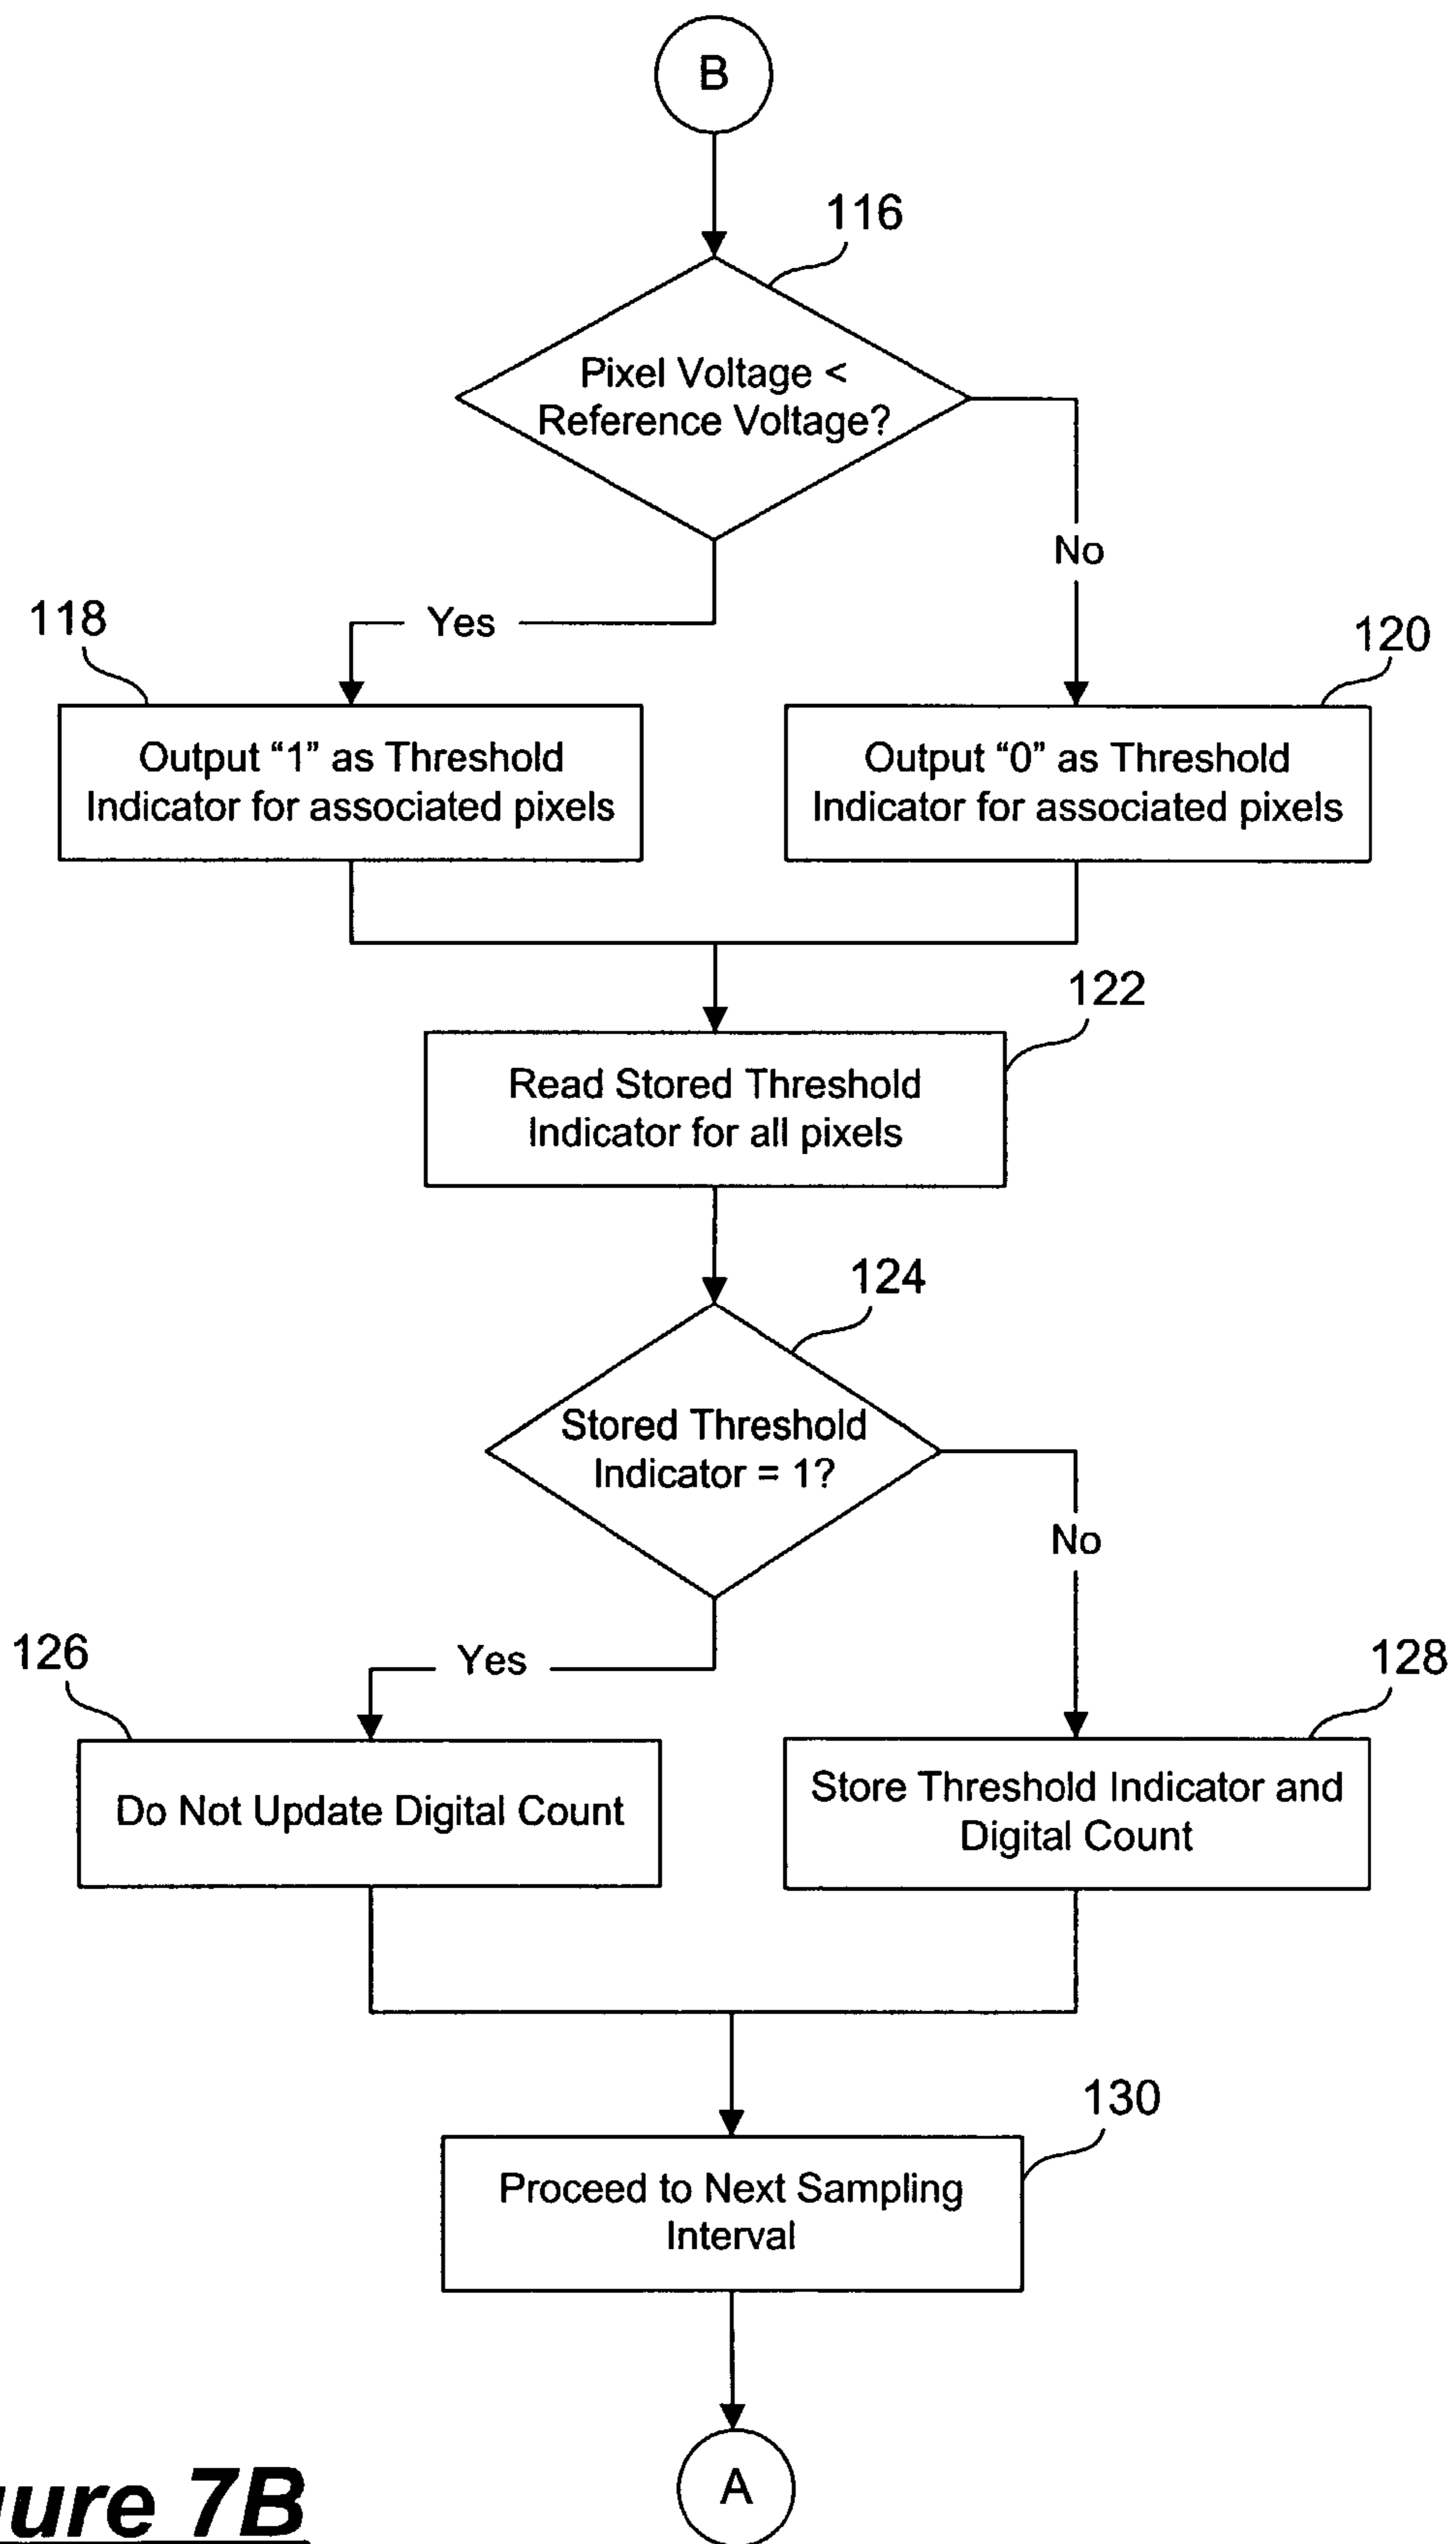 B
116
Pixel Voltage <
Reference Voltage?
No
Yes
118
120
Output “1” as Threshold
Indicator for associated pixels
Output “0” as Threshold
Indicator for associated pixels
122
Read Stored Threshold
Indicator for all pixels
124
Stored Threshold
Indicator = 1?
No
Yes
126
128
Do Not Update Digital Count
Store Threshold Indicator and
Digital Count
130
Proceed to Next Sampling
Interval
A
ure 7B